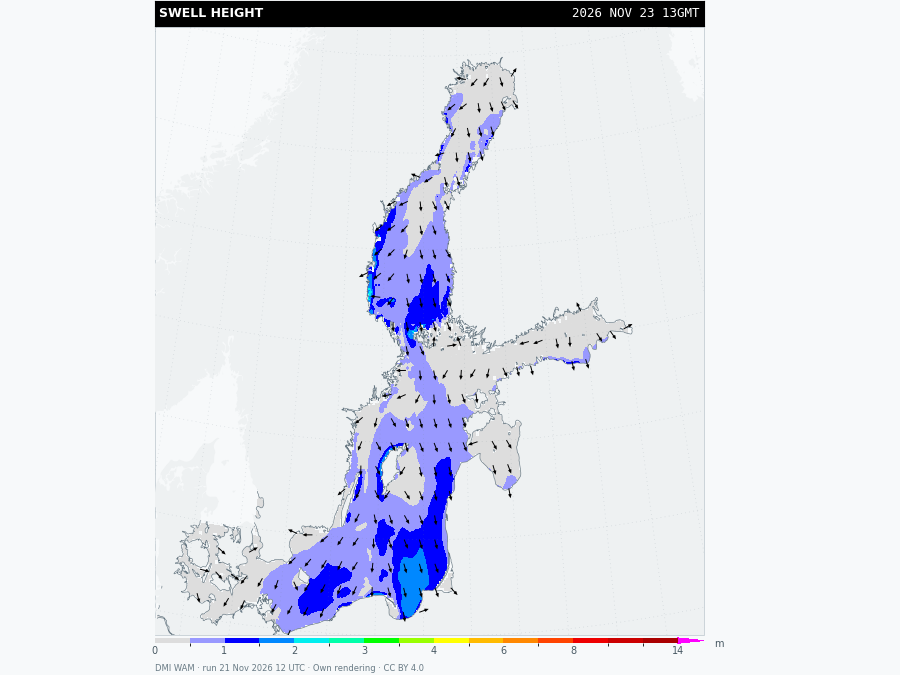 SWELL HEIGHT 2026 NOV 23 13GMT
0 1 2 3 4 6 8 14 m
DMI WAM · run 21 Nov 2026 12 UTC · Own rendering · CC BY 4.0